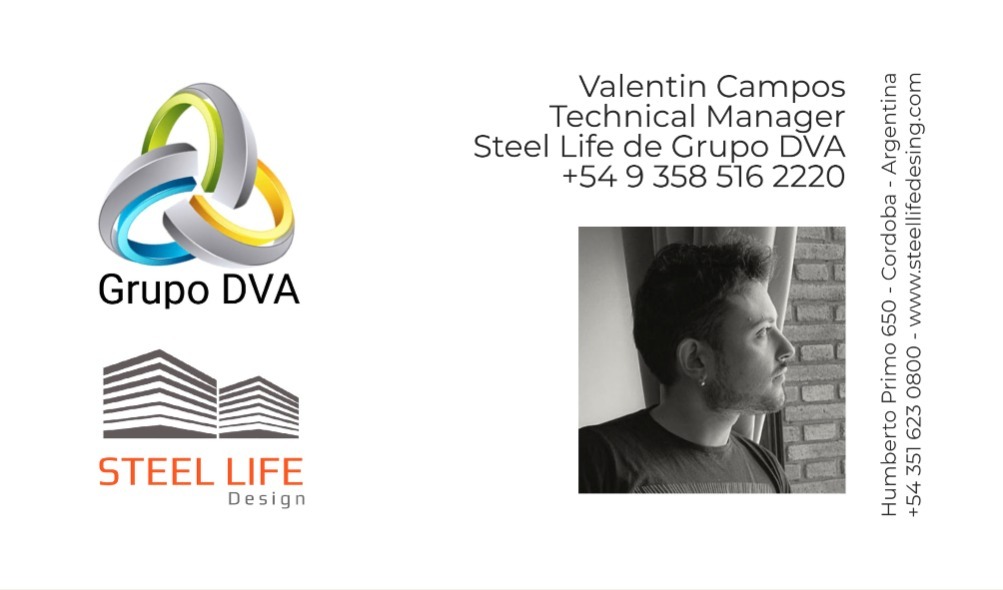 Grupo DVA
STEEL LIFE
Design
Valentin Campos
Technical Manager
Steel Life de Grupo DVA
+54 9 358 516 2220
Humberto Primo 650 - Cordoba - Argentina
+54 351 623 0800 - www.steellifedesing.com